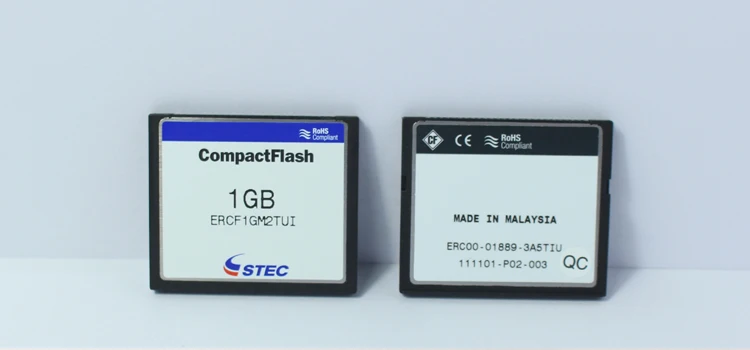 RoHS
Compliant
CompactFlash
1GB
ERCF1GM2TUI
STEC
CF
CE
RoHS
Compliant
MADE IN MALAYSIA
ERC00-01889-3A5TIU
111101-P02-003
QC